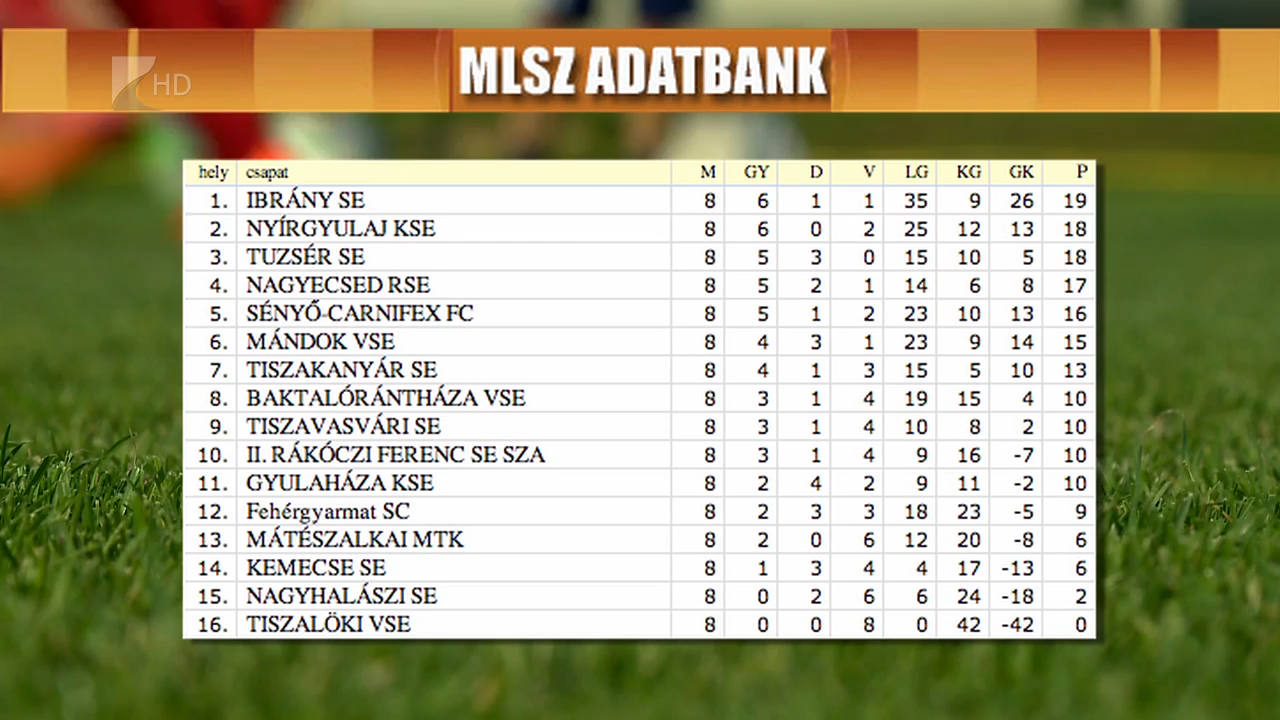 MLSZ ADATBANK
HD
hely csapat M GY D V LG KG GK P
1. IBRÁNY SE 8 6 1 1 35 9 26 19
2. NYÍRGYULAJ KSE 8 6 0 2 25 12 13 18
3. TUZSÉR SE 8 5 3 0 15 10 5 18
4. NAGYECSED RSE 8 5 2 1 14 6 8 17
5. SÉNYŐ-CARNIFEX FC 8 5 1 2 23 10 13 16
6. MÁNDOK VSE 8 4 3 1 23 9 14 15
7. TISZAKANYÁR SE 8 4 1 3 15 5 10 13
8. BAKTALÓRÁNTHÁZA VSE 8 3 1 4 19 15 4 10
9. TISZAVASVÁRI SE 8 3 1 4 10 8 2 10
10. II. RÁKÓCZI FERENC SE SZA 8 3 1 4 9 16 -7 10
11. GYULAHÁZA KSE 8 2 4 2 9 11 -2 10
12. Fehérgyarmat SC 8 2 3 3 18 23 -5 9
13. MÁTÉSZALKAI MTK 8 2 0 6 12 20 -8 6
14. KEMECSE SE 8 1 3 4 4 17 -13 6
15. NAGYHALÁSZI SE 8 0 2 6 6 24 -18 2
16. TISZALÖKI VSE 8 0 0 8 0 42 -42 0